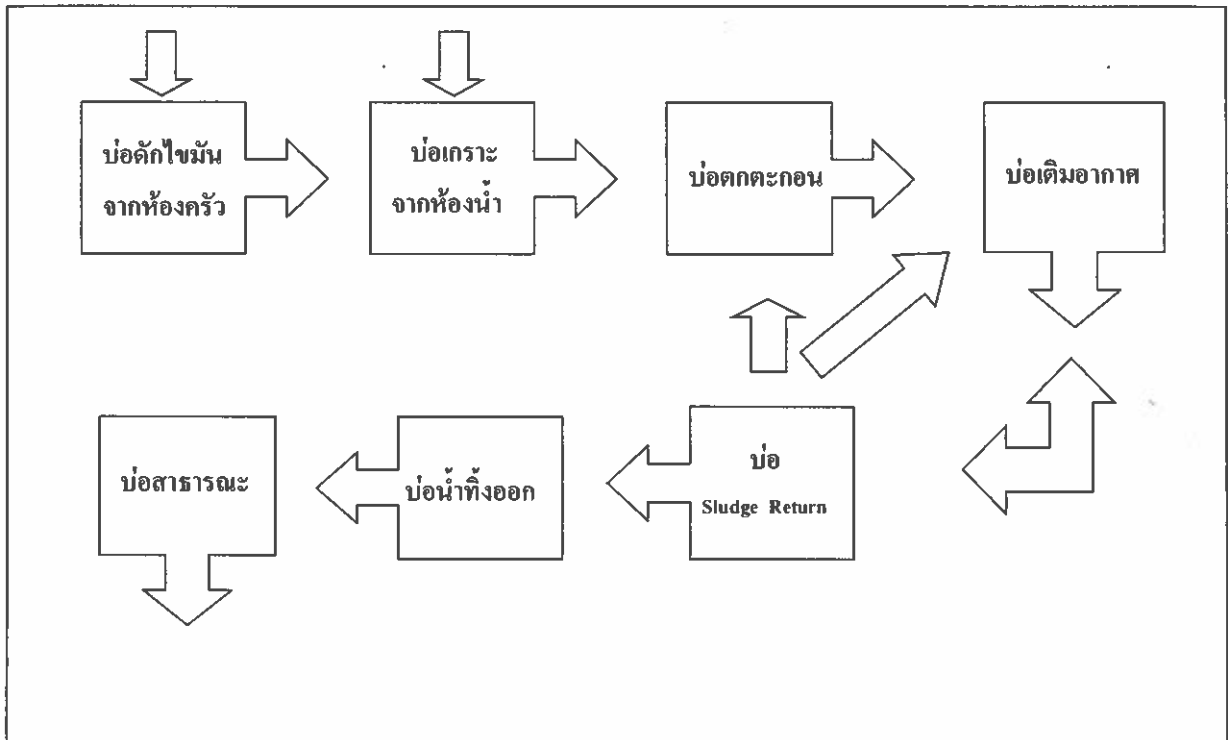 บ่อดักไขมัน
จากห้องครัว
บ่อเกราะ
จากห้องน้ำ
บ่อตกตะกอน
บ่อเติมอากาศ
บ่อสาธารณะ
บ่อน้ำทิ้งออก
บ่อ
Sludge Return